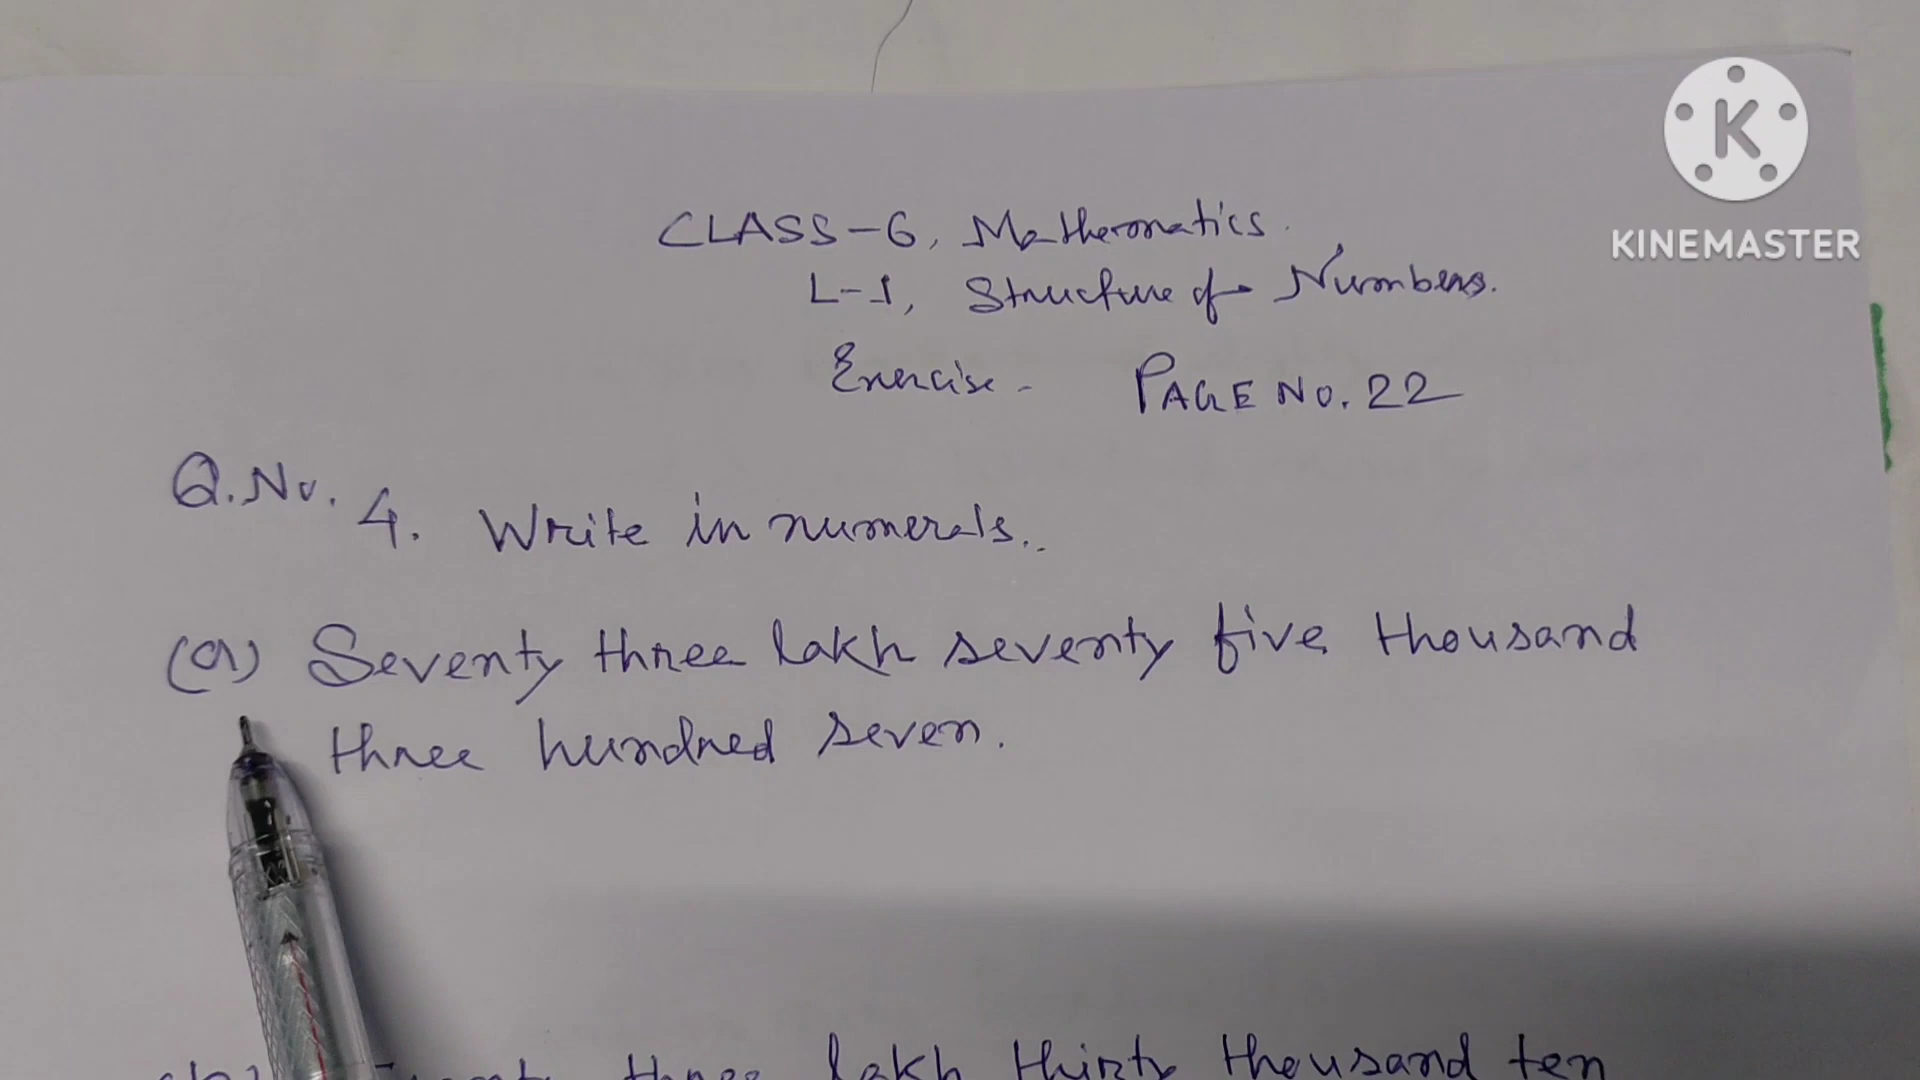 CLASS-6, Mathematics.
L-1, Structure of Numbers.
Exercise - PAGE NO. 22
Q.No. 4. Write in numerals..
(a) Seventy three lakh seventy five thousand
three hundred seven.
(b) three lakh thirty thousand ten
K
KINEMASTER